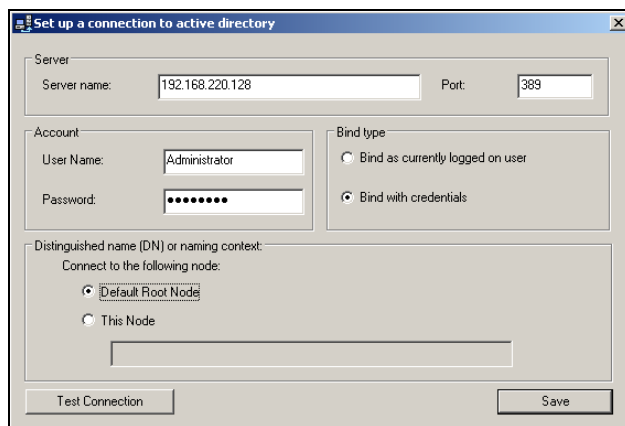 Set up a connection to active directory
Server
Server name: 192.168.220.128 Port: 389
Account
User Name: Administrator
Password: ●●●●●●●●
Bind type
Bind as currently logged on user
Bind with credentials
Distinguished name (DN) or naming context:
Connect to the following node:
Default Root Node
This Node
Test Connection Save